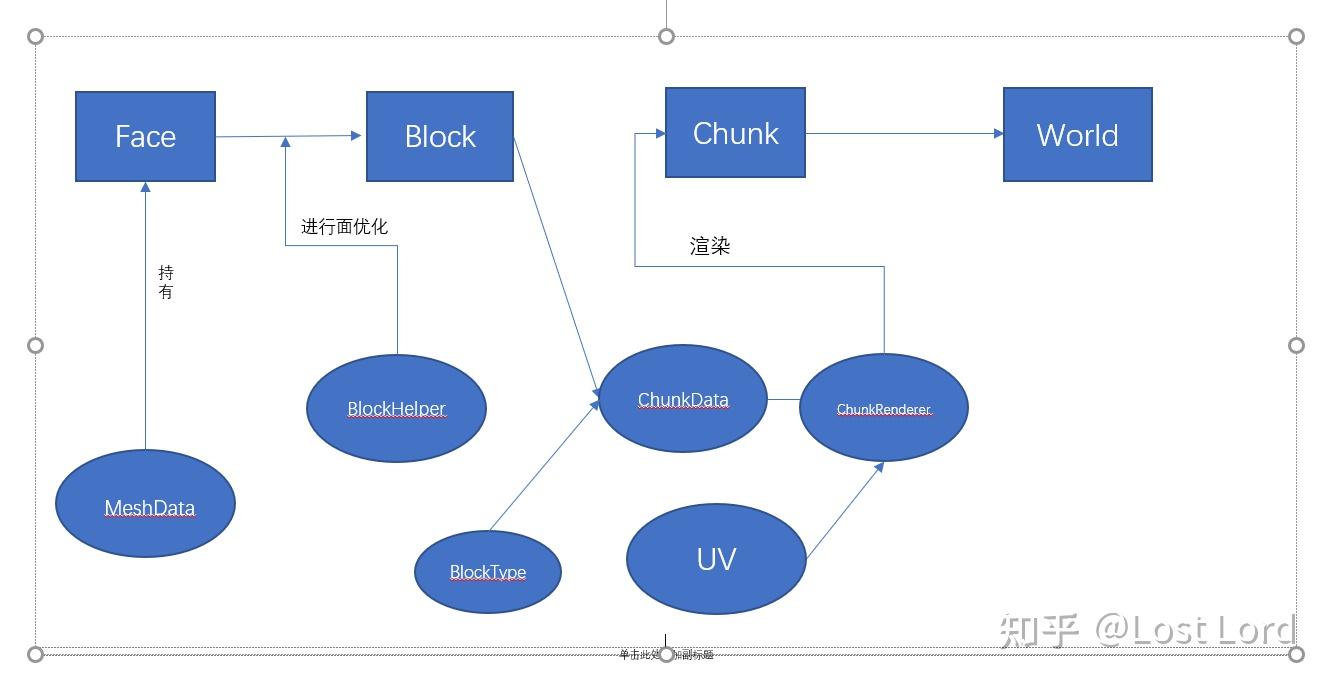 Face
Block
Chunk
World
进行面优化
渲染
持
有
BlockHelper
ChunkData
ChunkRenderer
MeshData
BlockType
UV
知乎 @Lost Lord
单击此处 加副标题